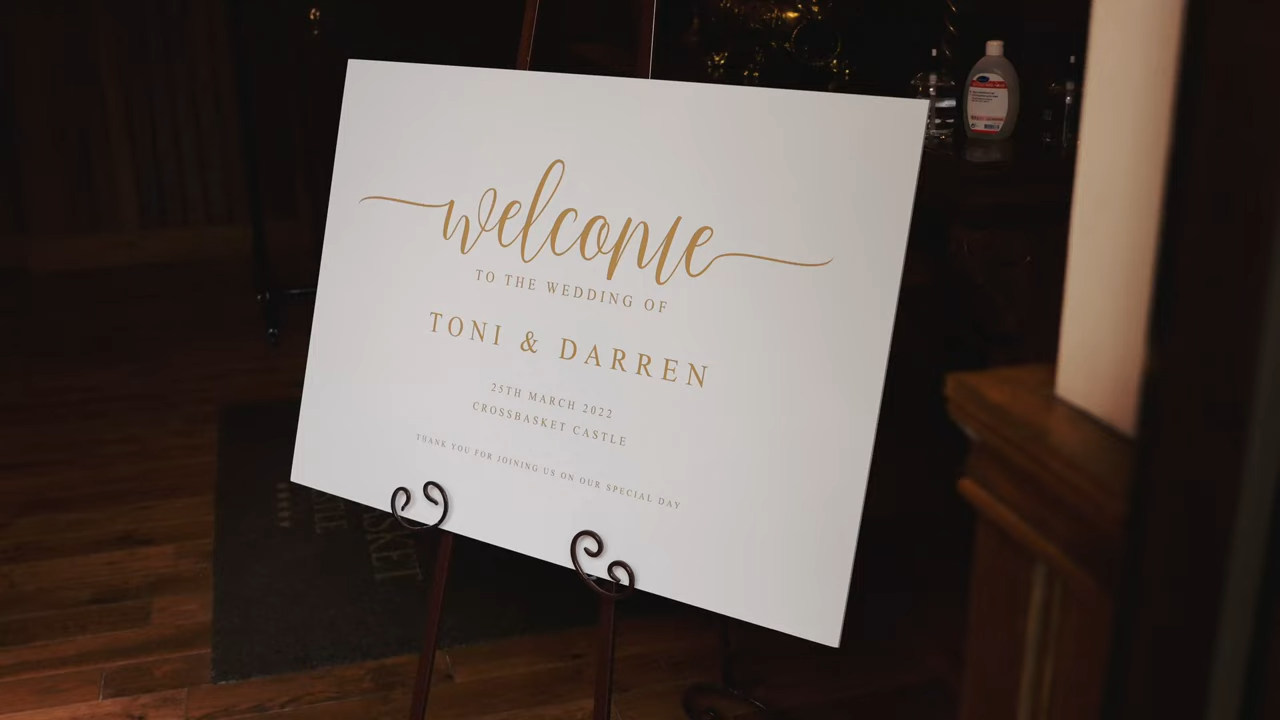 welcome
TO THE WEDDING OF
TONI & DARREN
25TH MARCH 2022
CROSSBASKET CASTLE
THANK YOU FOR JOINING US ON OUR SPECIAL DAY